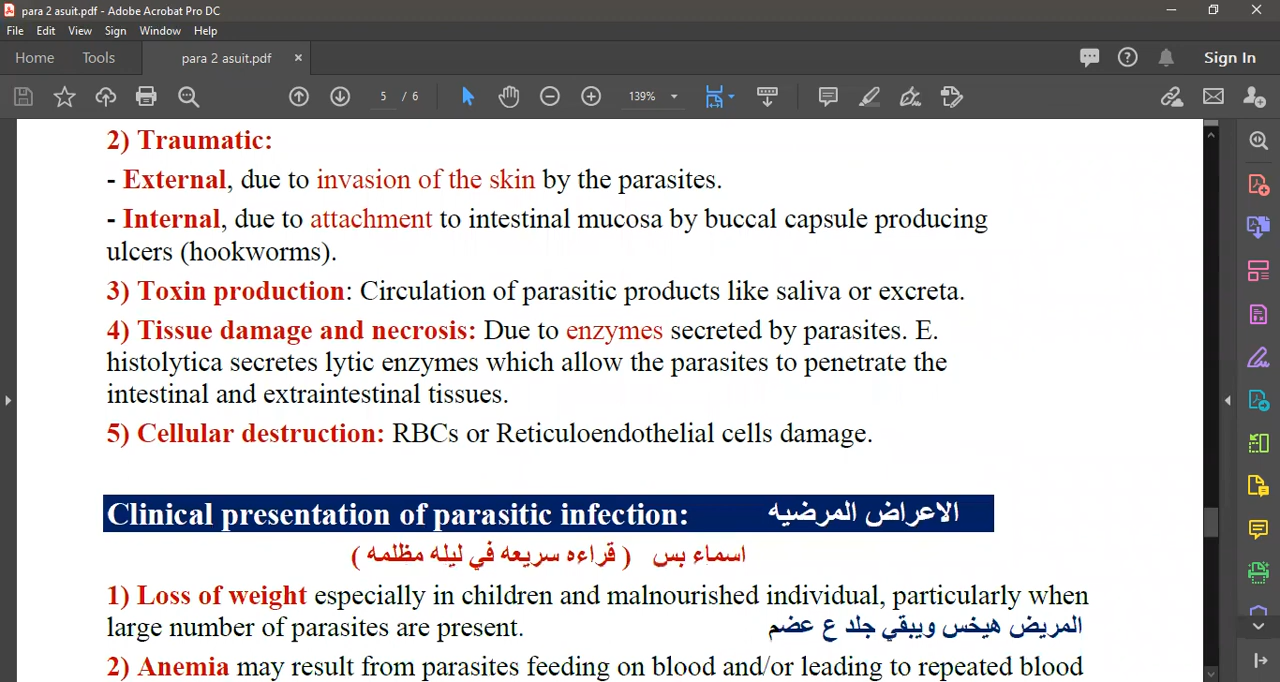 para 2 asuit.pdf - Adobe Acrobat Pro DC
File Edit View Sign Window Help
Home Tools para 2 asuit.pdf × Sign In
5 / 6 139%
2) Traumatic:
- External, due to invasion of the skin by the parasites.
- Internal, due to attachment to intestinal mucosa by buccal capsule producing
ulcers (hookworms).
3) Toxin production: Circulation of parasitic products like saliva or excreta.
4) Tissue damage and necrosis: Due to enzymes secreted by parasites. E.
histolytica secretes lytic enzymes which allow the parasites to penetrate the
intestinal and extraintestinal tissues.
5) Cellular destruction: RBCs or Reticuloendothelial cells damage.
Clinical presentation of parasitic infection: الاعراض المرضيه
اسماء بس ( قراءه سريعه في ليله مظلمه )
1) Loss of weight especially in children and malnourished individual, particularly when
large number of parasites are present. المريض هيخس ويبقي جلد ع عضم
2) Anemia may result from parasites feeding on blood and/or leading to repeated blood